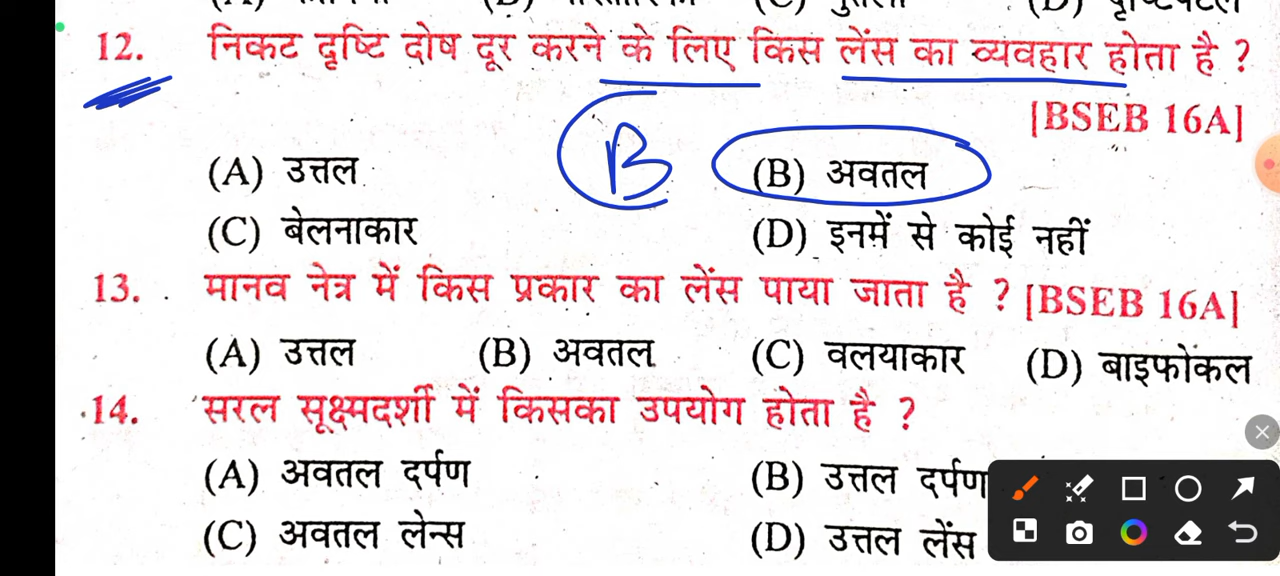 12. निकट दृष्टि दोष दूर करने के लिए किस लेंस का व्यवहार होता है ?
[BSEB 16A]
B
(A) उत्तल (B) अवतल
(C) बेलनाकार (D) इनमें से कोई नहीं
13. मानव नेत्र में किस प्रकार का लेंस पाया जाता है ? [BSEB 16A]
(A) उत्तल (B) अवतल (C) वलयाकार (D) बाइफोकल
14. सरल सूक्ष्मदर्शी में किसका उपयोग होता है ?
(A) अवतल दर्पण (B) उत्तल दर्पण
(C) अवतल लेन्स (D) उत्तल लेंस